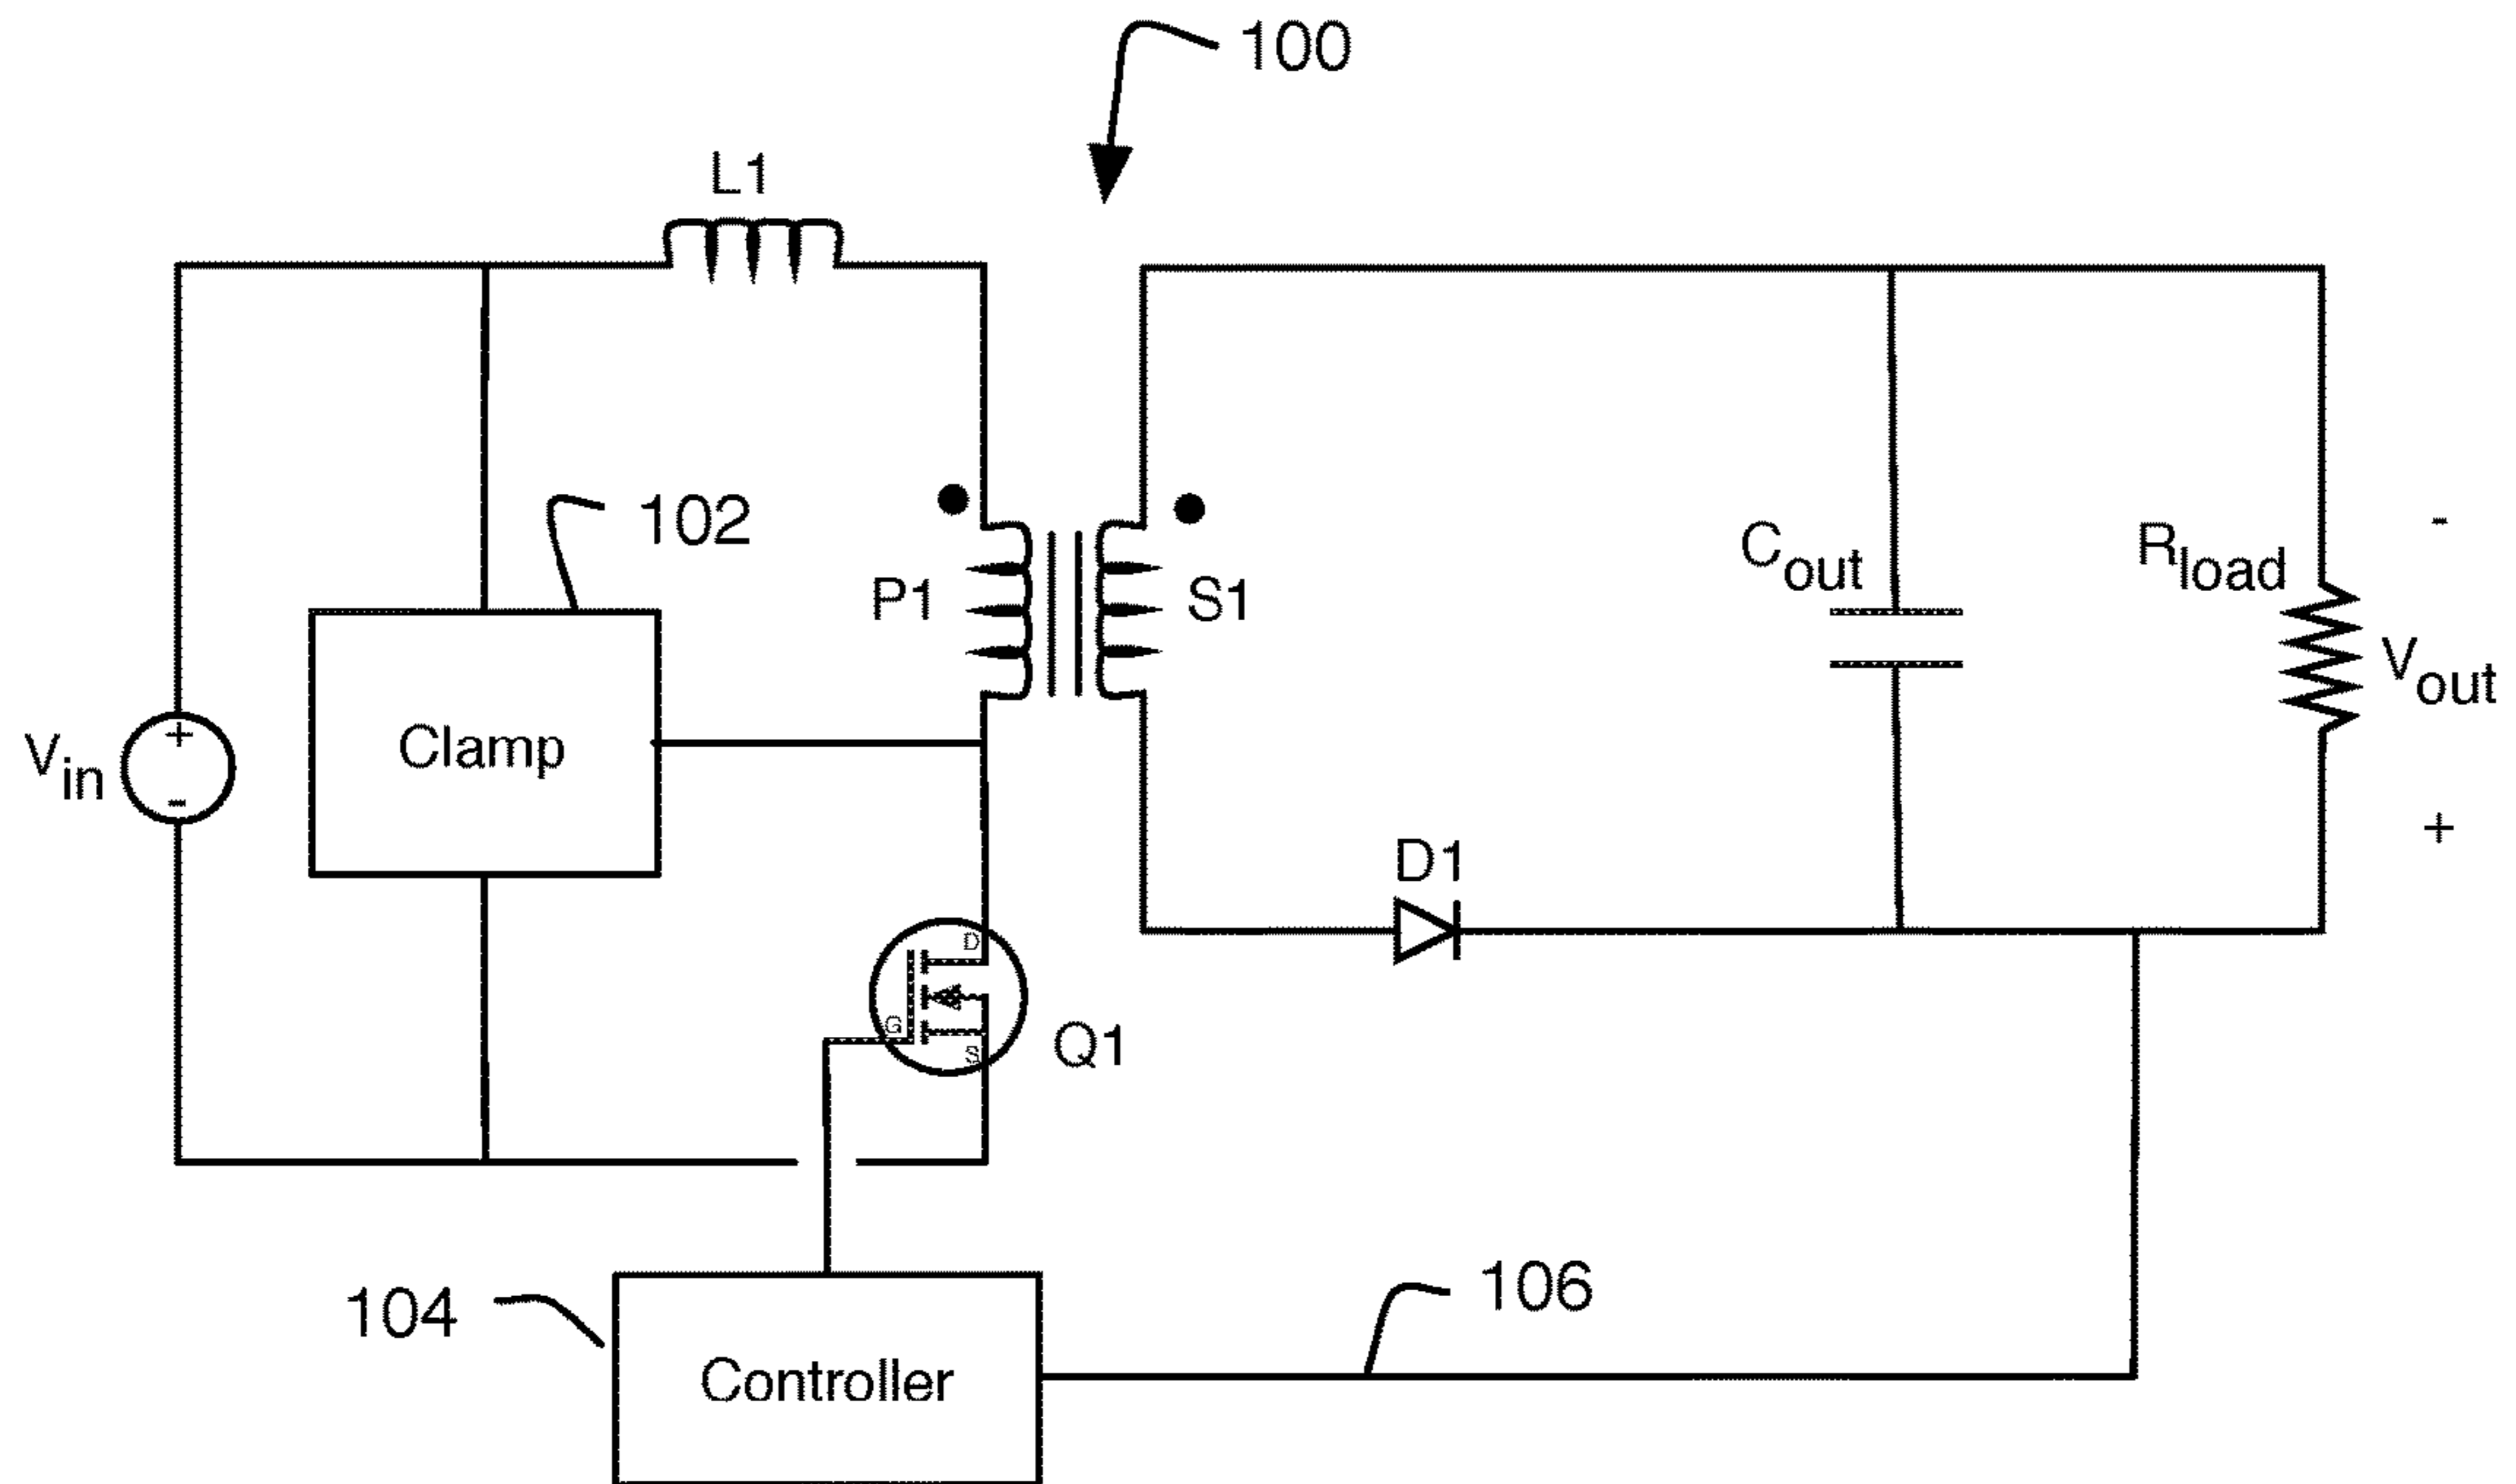 100
L1
102
P1
S1
Cout
Rload
-
Vout
+
Vin
+
-
Clamp
D1
D
G
S
Q1
104
106
Controller